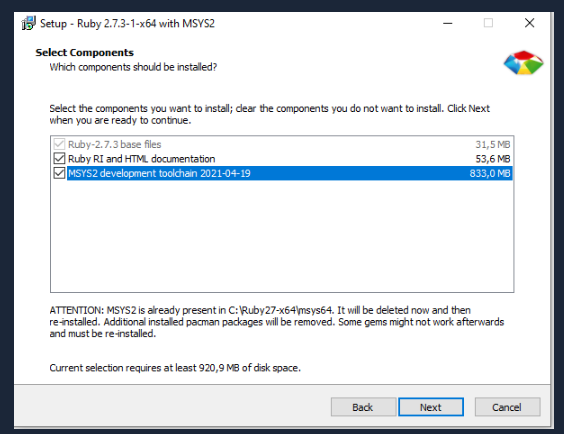 Setup - Ruby 2.7.3-1-x64 with MSYS2
Select Components
Which components should be installed?
Select the components you want to install; clear the components you do not want to install. Click Next
when you are ready to continue.
Ruby-2.7.3 base files 31,5 MB
Ruby RI and HTML documentation 53,6 MB
MSYS2 development toolchain 2021-04-19 833,0 MB
ATTENTION: MSYS2 is already present in C:\Ruby27-x64\msys64. It will be deleted now and then
re-installed. Additional installed pacman packages will be removed. Some gems might not work afterwards
and must be re-installed.
Current selection requires at least 920,9 MB of disk space.
Back Next Cancel